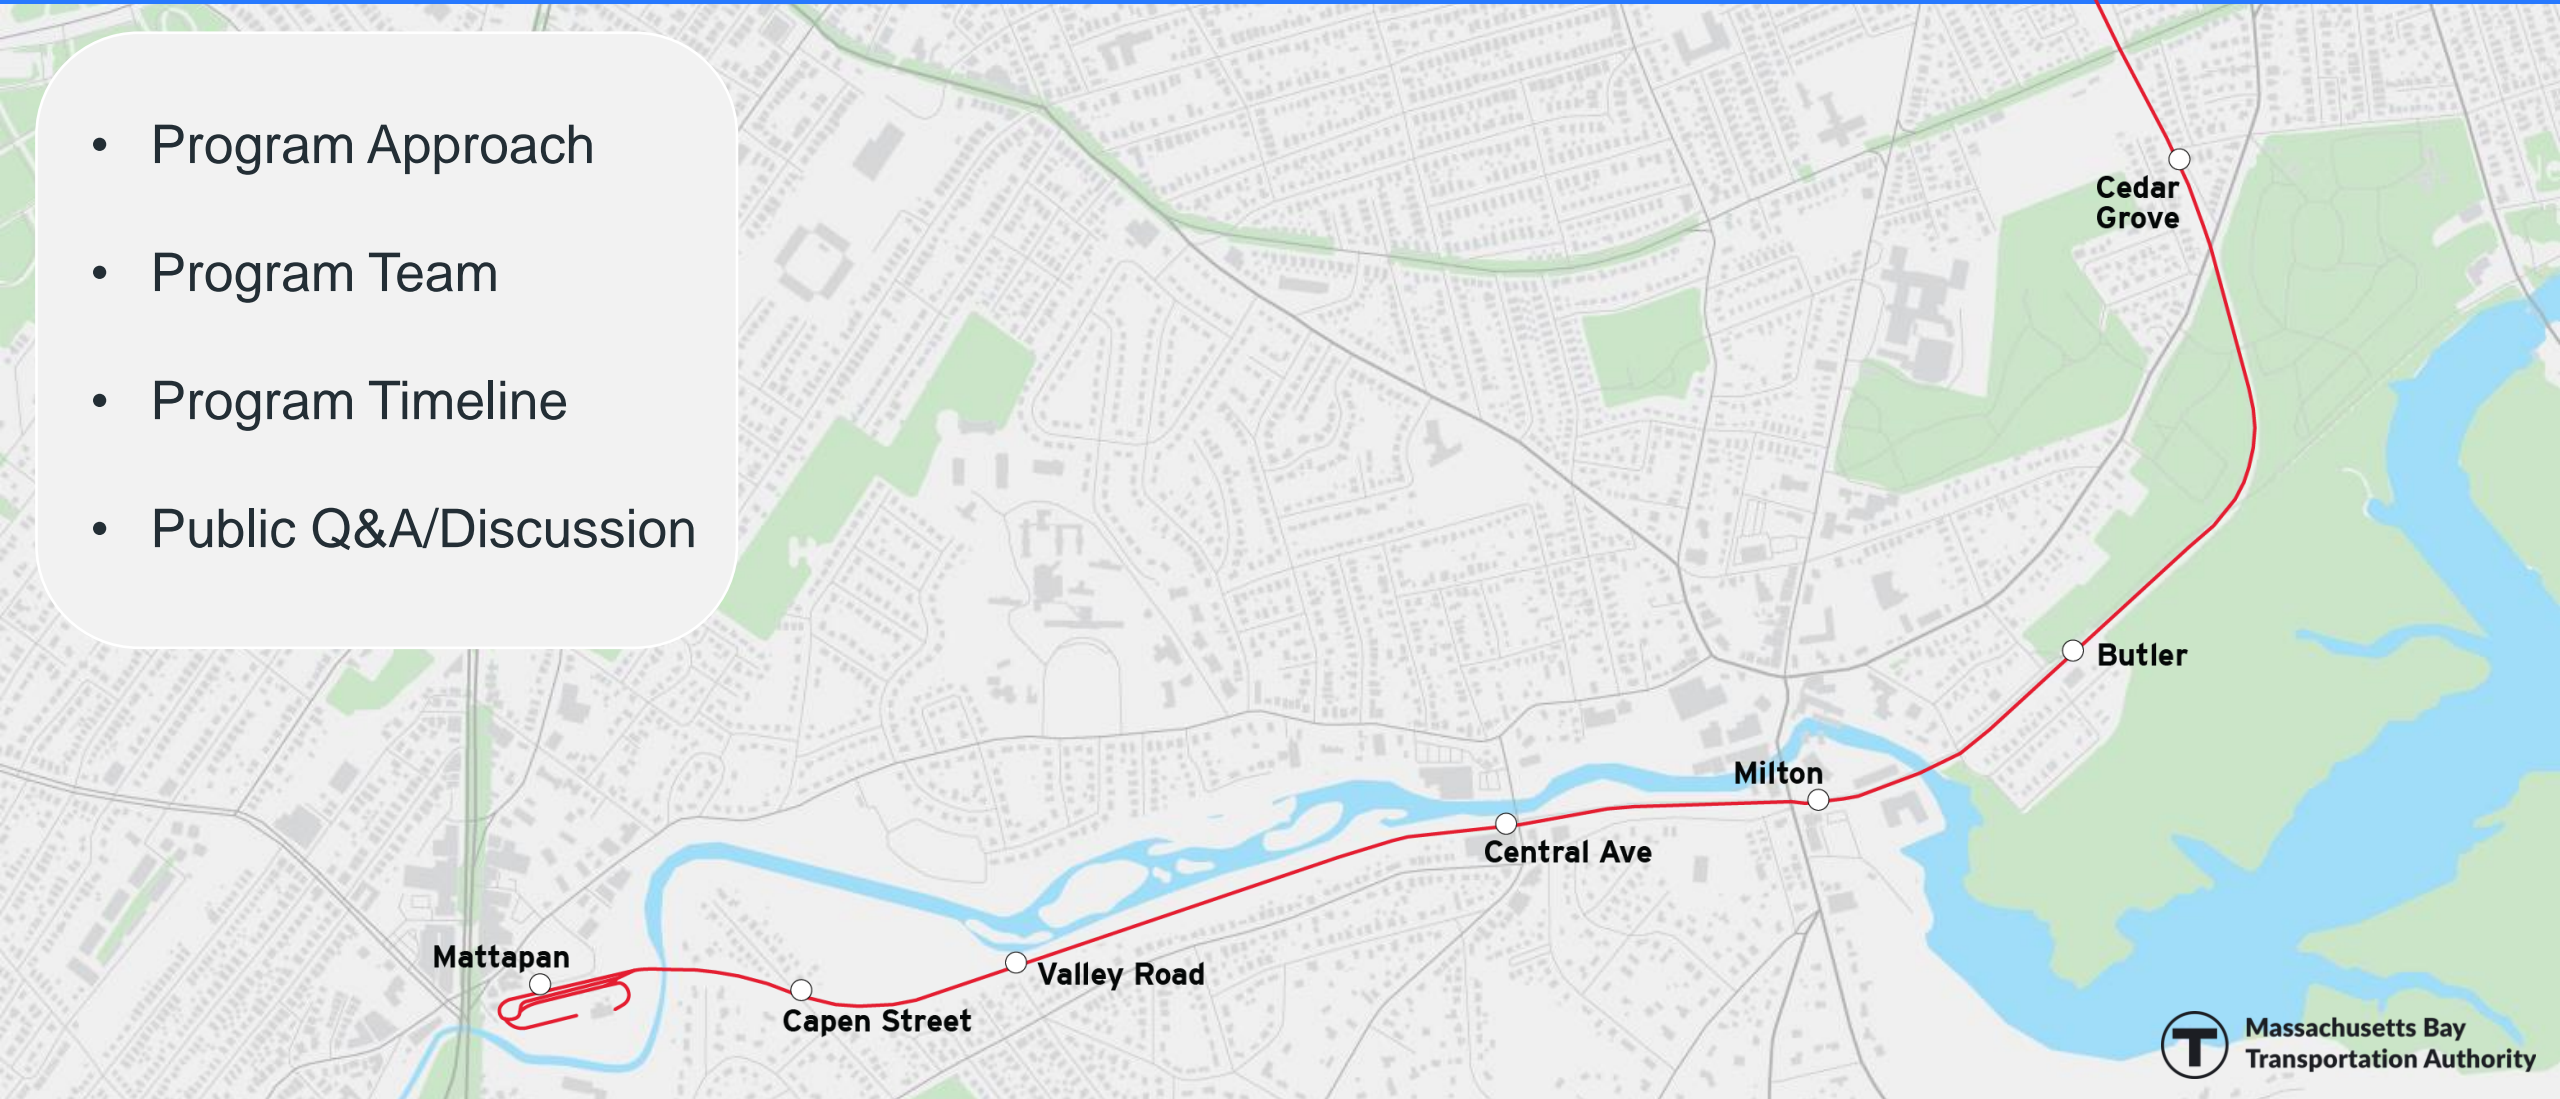 • Program Approach
• Program Team
• Program Timeline
• Public Q&A/Discussion
Cedar
Grove
Butler
Milton
Central Ave
Valley Road
Capen Street
Mattapan
T
Massachusetts Bay
Transportation Authority